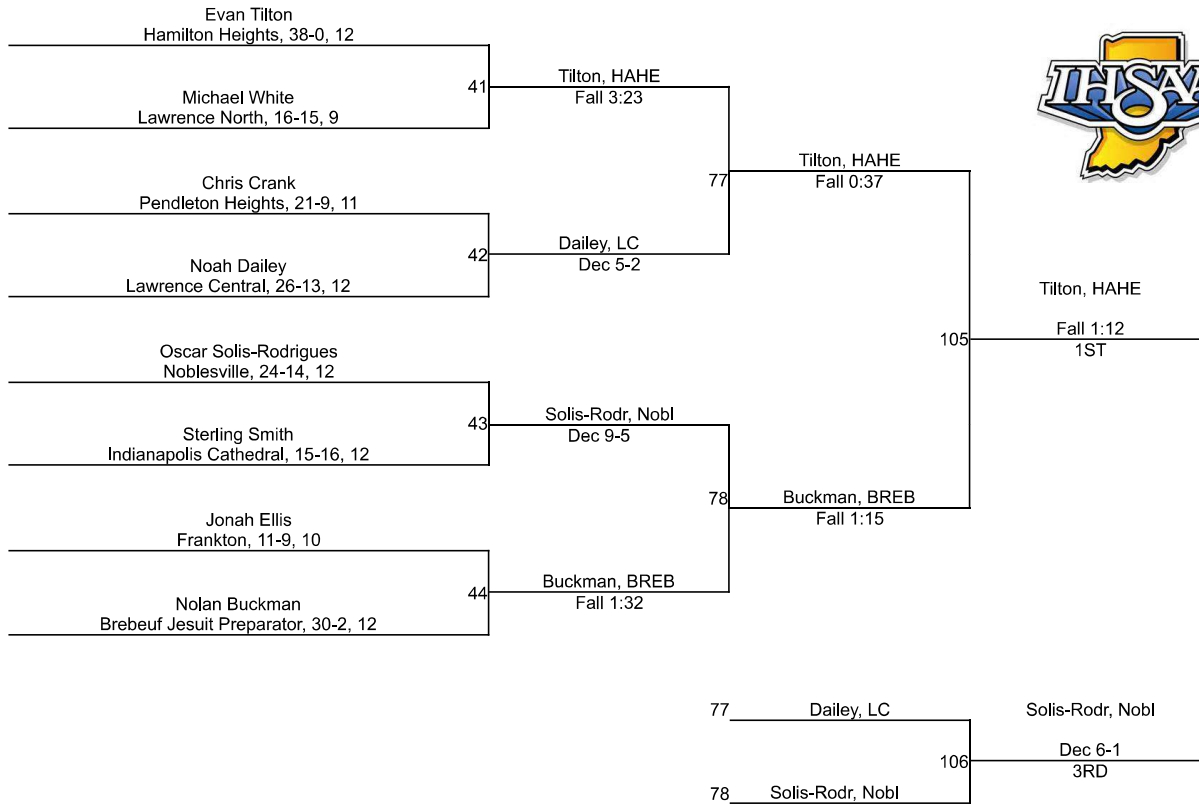 Evan Tilton
Hamilton Heights, 38-0, 12
Michael White
Lawrence North, 16-15, 9
41
Tilton, HAHE
Fall 3:23
Chris Crank
Pendleton Heights, 21-9, 11
Noah Dailey
Lawrence Central, 26-13, 12
42
Dailey, LC
Dec 5-2
77
Tilton, HAHE
Fall 0:37
Oscar Solis-Rodrigues
Noblesville, 24-14, 12
Sterling Smith
Indianapolis Cathedral, 15-16, 12
43
Solis-Rodr, Nobl
Dec 9-5
Jonah Ellis
Frankton, 11-9, 10
Nolan Buckman
Brebeuf Jesuit Preparator, 30-2, 12
44
Buckman, BREB
Fall 1:32
78
Buckman, BREB
Fall 1:15
105
Tilton, HAHE
Fall 1:12
1ST
IHSAA
77
Dailey, LC
78
Solis-Rodr, Nobl
106
Solis-Rodr, Nobl
Dec 6-1
3RD